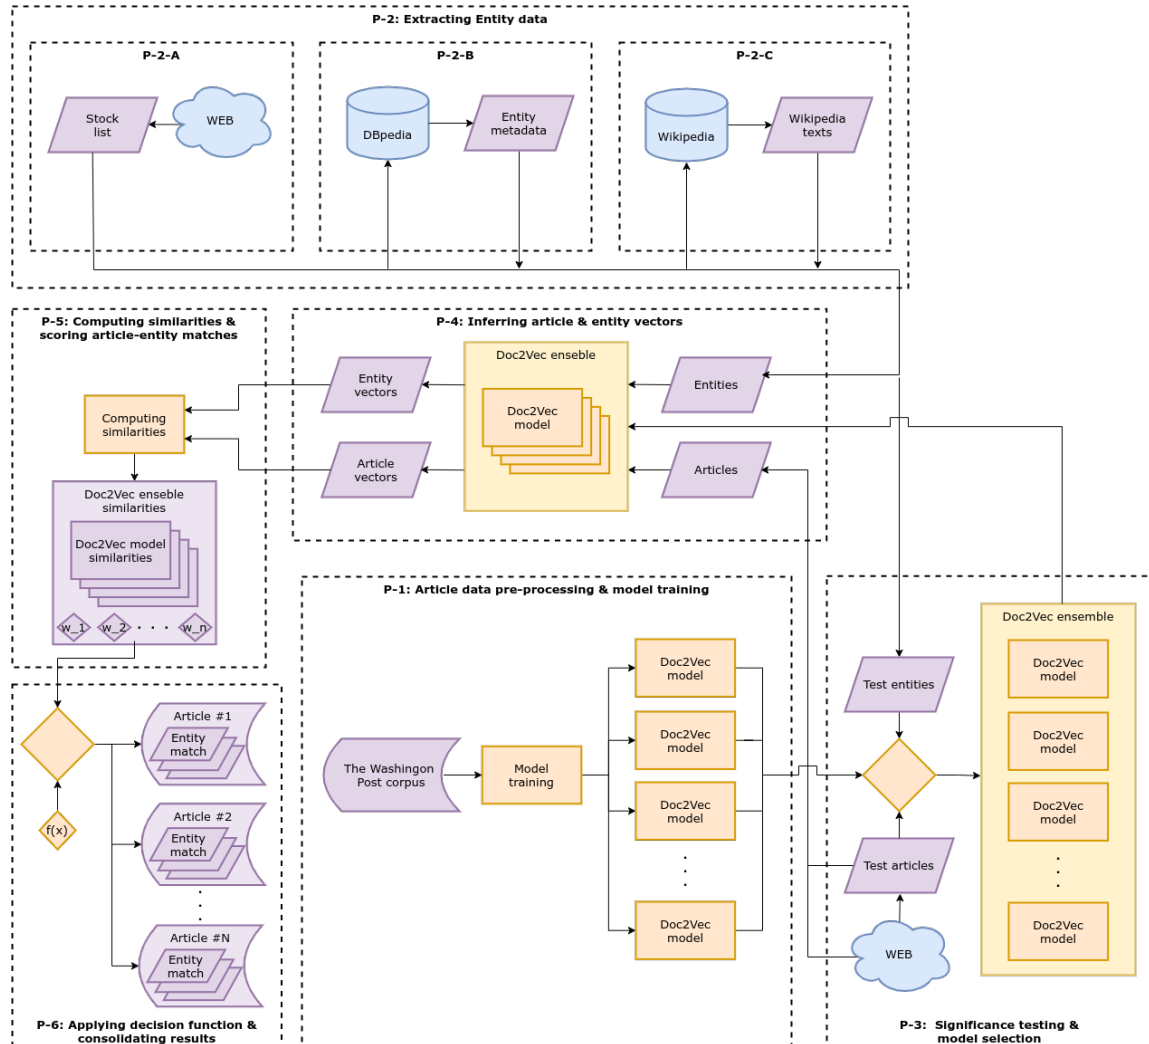 P-2: Extracting Entity data
P-2-A
Stock
list
WEB
P-2-B
DBpedia
Entity
metadata
P-2-C
Wikipedia
Wikipedia
texts
P-5: Computing similarities &
scoring article-entity matches
Computing
similarities
Doc2Vec enseble
similarities
Doc2Vec model
similarities
w_1
w_2
. . .
w_n
P-4: Inferring article & entity vectors
Entity
vectors
Article
vectors
Doc2Vec enseble
Doc2Vec
model
Entities
Articles
P-1: Article data pre-processing & model training
The Washingon
Post corpus
Model
training
Doc2Vec
model
Doc2Vec
model
Doc2Vec
model
.
.
.
Doc2Vec
model
Test entities
Test articles
WEB
Doc2Vec ensemble
Doc2Vec
model
Doc2Vec
model
Doc2Vec
model
.
.
.
Doc2Vec
model
P-3: Significance testing &
model selection
f(x)
Article #1
Entity
match
Article #2
Entity
match
.
.
.
Article #N
Entity
match
P-6: Applying decision function &
consolidating results